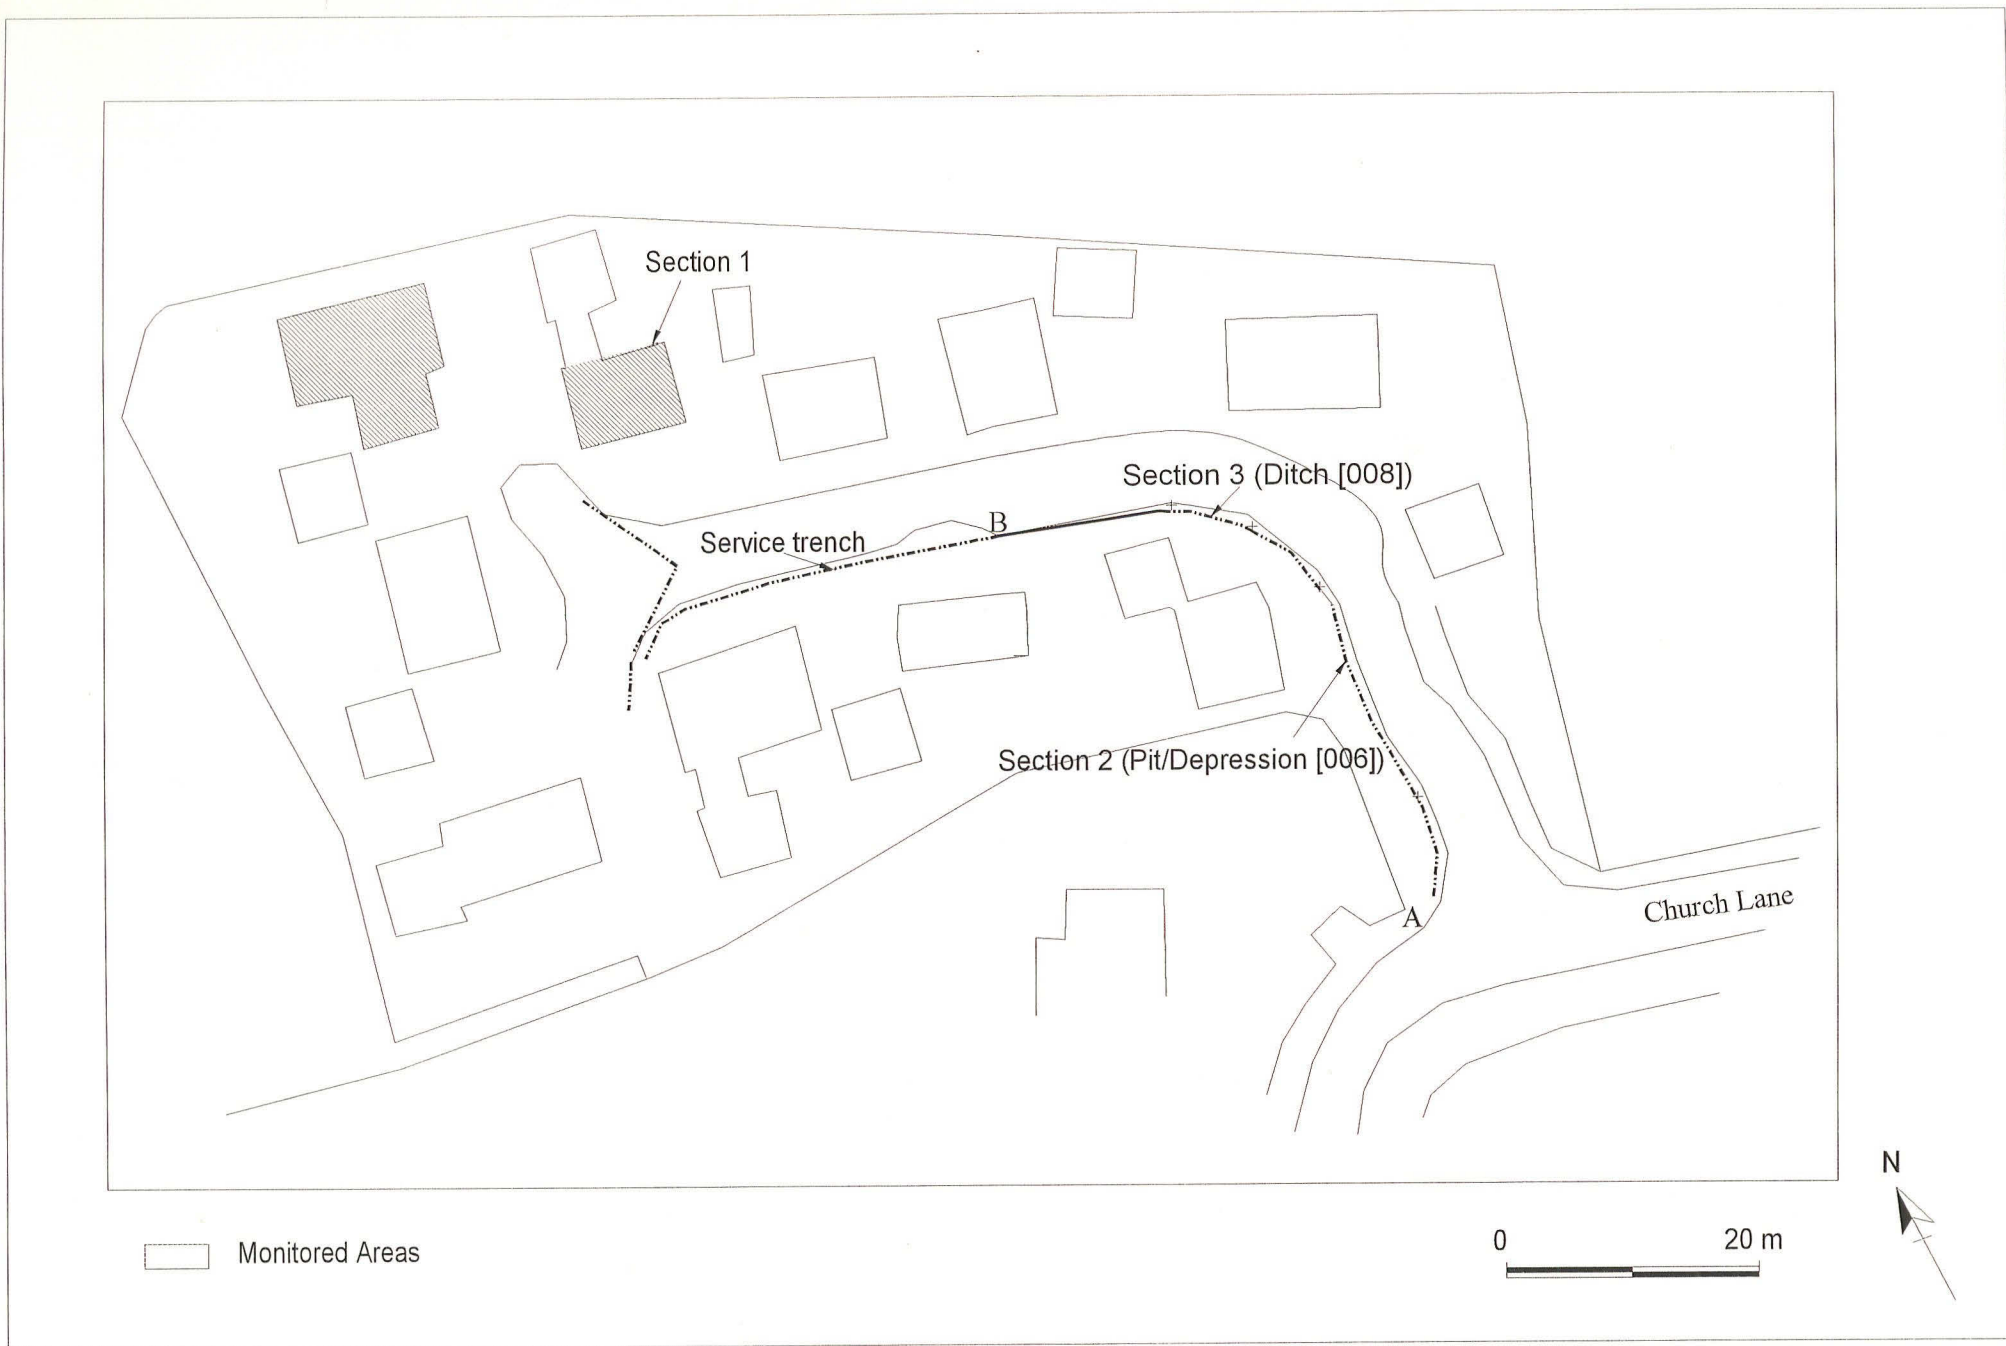 Section 1
Section 3 (Ditch [008])
B
Service trench
Section 2 (Pit/Depression [006])
A
Church Lane
N
Monitored Areas
0 20 m